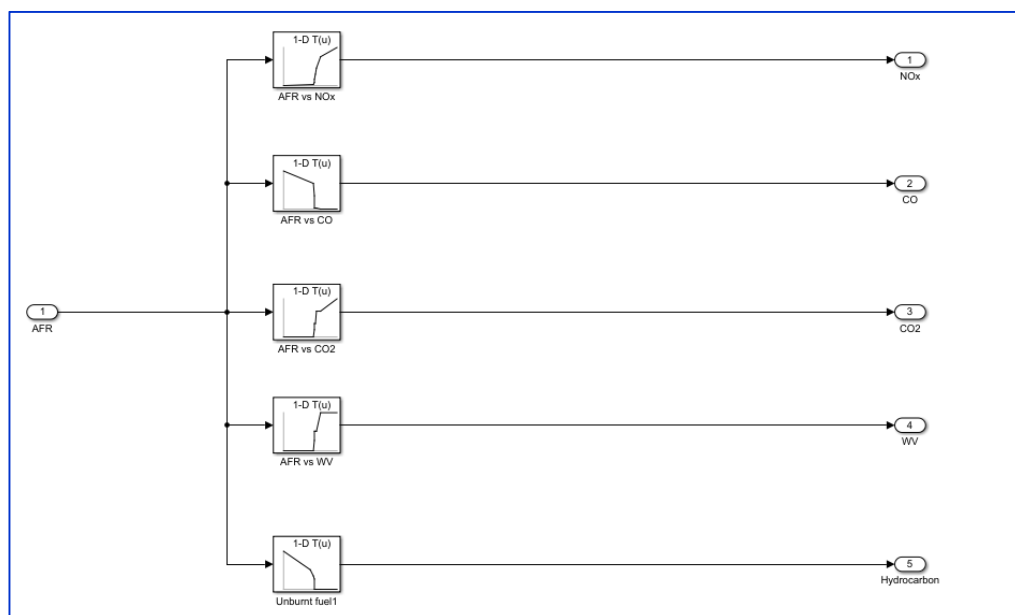 1-D T(u)
AFR vs NOx
1
NOx
1-D T(u)
AFR vs CO
2
CO
1
AFR
1-D T(u)
AFR vs CO2
3
CO2
1-D T(u)
AFR vs WV
4
WV
1-D T(u)
Unburnt fuel1
5
Hydrocarbon